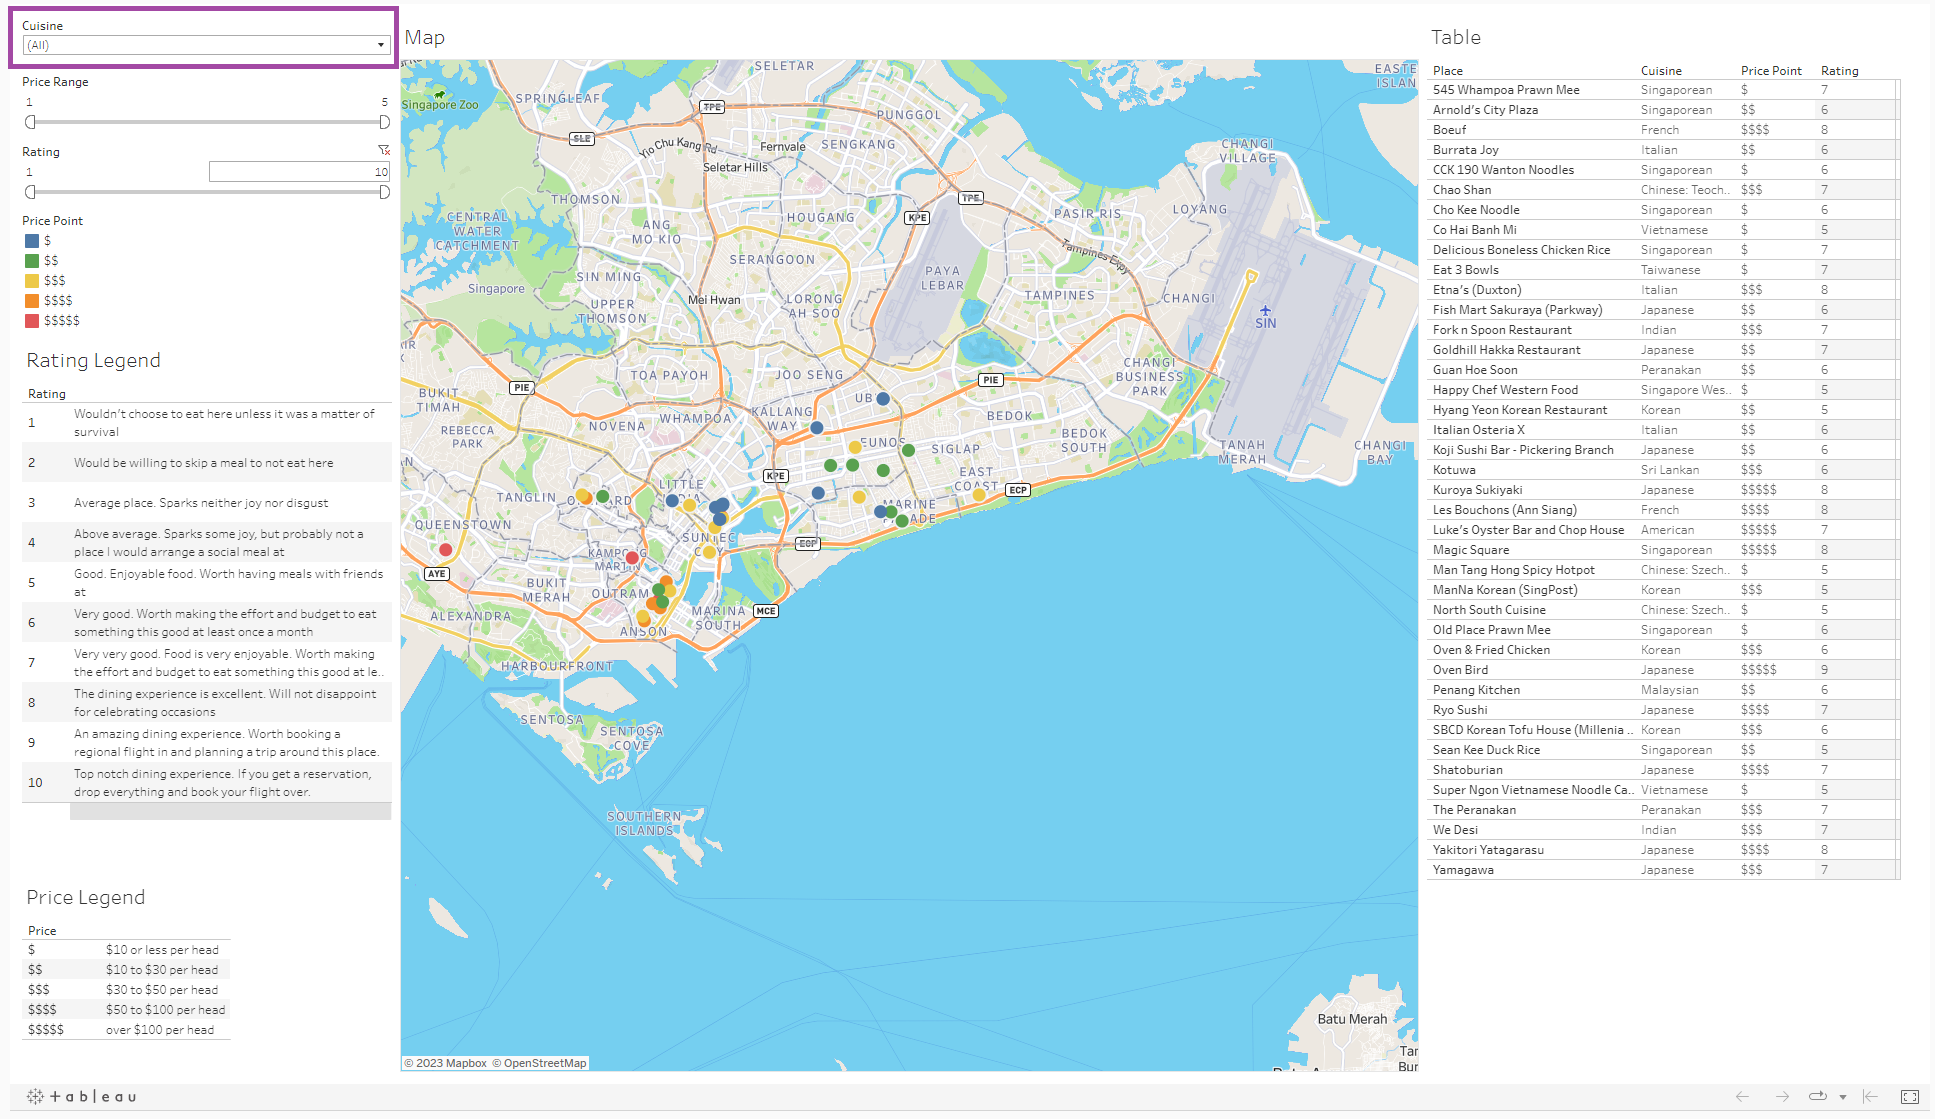 Cuisine
(All)
Price Range
1 5
Rating
1 10
Price Point
$
$$
$$$
$$$$
$$$$$
Rating Legend
Rating
1 Wouldn't choose to eat here unless it was a matter of
survival
2 Would be willing to skip a meal to not eat here
3 Average place. Sparks neither joy nor disgust
4 Above average. Sparks some joy, but probably not a
place I would arrange a social meal at
5 Good. Enjoyable food. Worth having meals with friends
at
6 Very good. Worth making the effort and budget to eat
something this good at least once a month
7 Very very good. Food is very enjoyable. Worth making
the effort and budget to eat something this good at le..
8 The dining experience is excellent. Will not disappoint
for celebrating occasions
9 An amazing dining experience. Worth booking a
regional flight in and planning a trip around this place.
10 Top notch dining experience. If you get a reservation,
drop everything and book your flight over.
Price Legend
Price
$ $10 or less per head
$$ $10 to $30 per head
$$$ $30 to $50 per head
$$$$ $50 to $100 per head
$$$$$ over $100 per head
Map
SELETAR
Singapore Zoo
SPRINGLEAF
TPE
PUNGGOL
SLE
Yio Chu Kang Rd
Fernvale
SENGKANG
Seletar Hills
CHANGI
VILLAGE
THOMSON
TPE
KPE
PASIR RIS
LOYANG
CENTRAL
WATER
CATCHMENT
ANG
MO KIO
HOUGANG
Tampines Expy
SERANGOON
SIN MING
PAYA
LEBAR
Singapore
UPPER
THOMSON
Mei Hwan
LORONG
AH SOO
TAMPINES
CHANGI
SIN
BUKIT
TIMAH
PIE
TOA PAYOH
JOO SENG
PIE
CHANGI
BUSINESS
PARK
UB
REBECCA
PARK
NOVENA
WHAMPOA
KALLANG
WAY
BEDOK
EUNOS
SIGLAP
BEDOK
SOUTH
TANAH
MERAH
CHANGI
BAY
KPE
TANGLIN
LITTLE
EAST
COAST
ECP
QUEENSTOWN
MARINE
SUNTEC
ECP
KAMPONG
MARTIN
AYE
BUKIT
MERAH
OUTRAM
ALEXANDRA
MARINA
SOUTH
MCE
ANSON
HARBOURFRONT
SENTOSA
SENTOSA
COVE
SOUTHERN
ISLANDS
Batu Merah
© 2023 Mapbox © OpenStreetMap
Table
Place Cuisine Price Point Rating
545 Whampoa Prawn Mee Singaporean $ 7
Arnold's City Plaza Singaporean $$ 6
Boeuf French $$$$ 8
Burrata Joy Italian $$ 6
CCK 190 Wanton Noodles Singaporean $ 6
Chao Shan Chinese: Teoch.. $$$ 7
Cho Kee Noodle Singaporean $ 6
Co Hai Banh Mi Vietnamese $ 5
Delicious Boneless Chicken Rice Singaporean $ 7
Eat 3 Bowls Taiwanese $ 7
Etna's (Duxton) Italian $$$ 8
Fish Mart Sakuraya (Parkway) Japanese $$ 6
Fork n Spoon Restaurant Indian $$$ 7
Goldhill Hakka Restaurant Japanese $$ 7
Guan Hoe Soon Peranakan $$ 6
Happy Chef Western Food Singapore Wes.. $ 5
Hyang Yeon Korean Restaurant Korean $$ 5
Italian Osteria X Italian $$ 6
Koji Sushi Bar - Pickering Branch Japanese $$ 6
Kotuwa Sri Lankan $$$ 6
Kuroya Sukiyaki Japanese $$$$$ 8
Les Bouchons (Ann Siang) French $$$$ 8
Luke's Oyster Bar and Chop House American $$$$$ 7
Magic Square Singaporean $$$$$ 8
Man Tang Hong Spicy Hotpot Chinese: Szech.. $ 5
ManNa Korean (SingPost) Korean $$$ 5
North South Cuisine Chinese: Szech.. $ 5
Old Place Prawn Mee Singaporean $ 6
Oven & Fried Chicken Korean $$$ 6
Oven Bird Japanese $$$$$ 9
Penang Kitchen Malaysian $$ 6
Ryo Sushi Japanese $$$$ 7
SBCD Korean Tofu House (Millenia .. Korean $$$ 6
Sean Kee Duck Rice Singaporean $$ 5
Shatoburian Japanese $$$$ 7
Super Ngon Vietnamese Noodle Ca.. Vietnamese $ 5
The Peranakan Peranakan $$$ 7
We Desi Indian $$$ 7
Yakitori Yatagarasu Japanese $$$$ 8
Yamagawa Japanese $$$ 7
+ableau